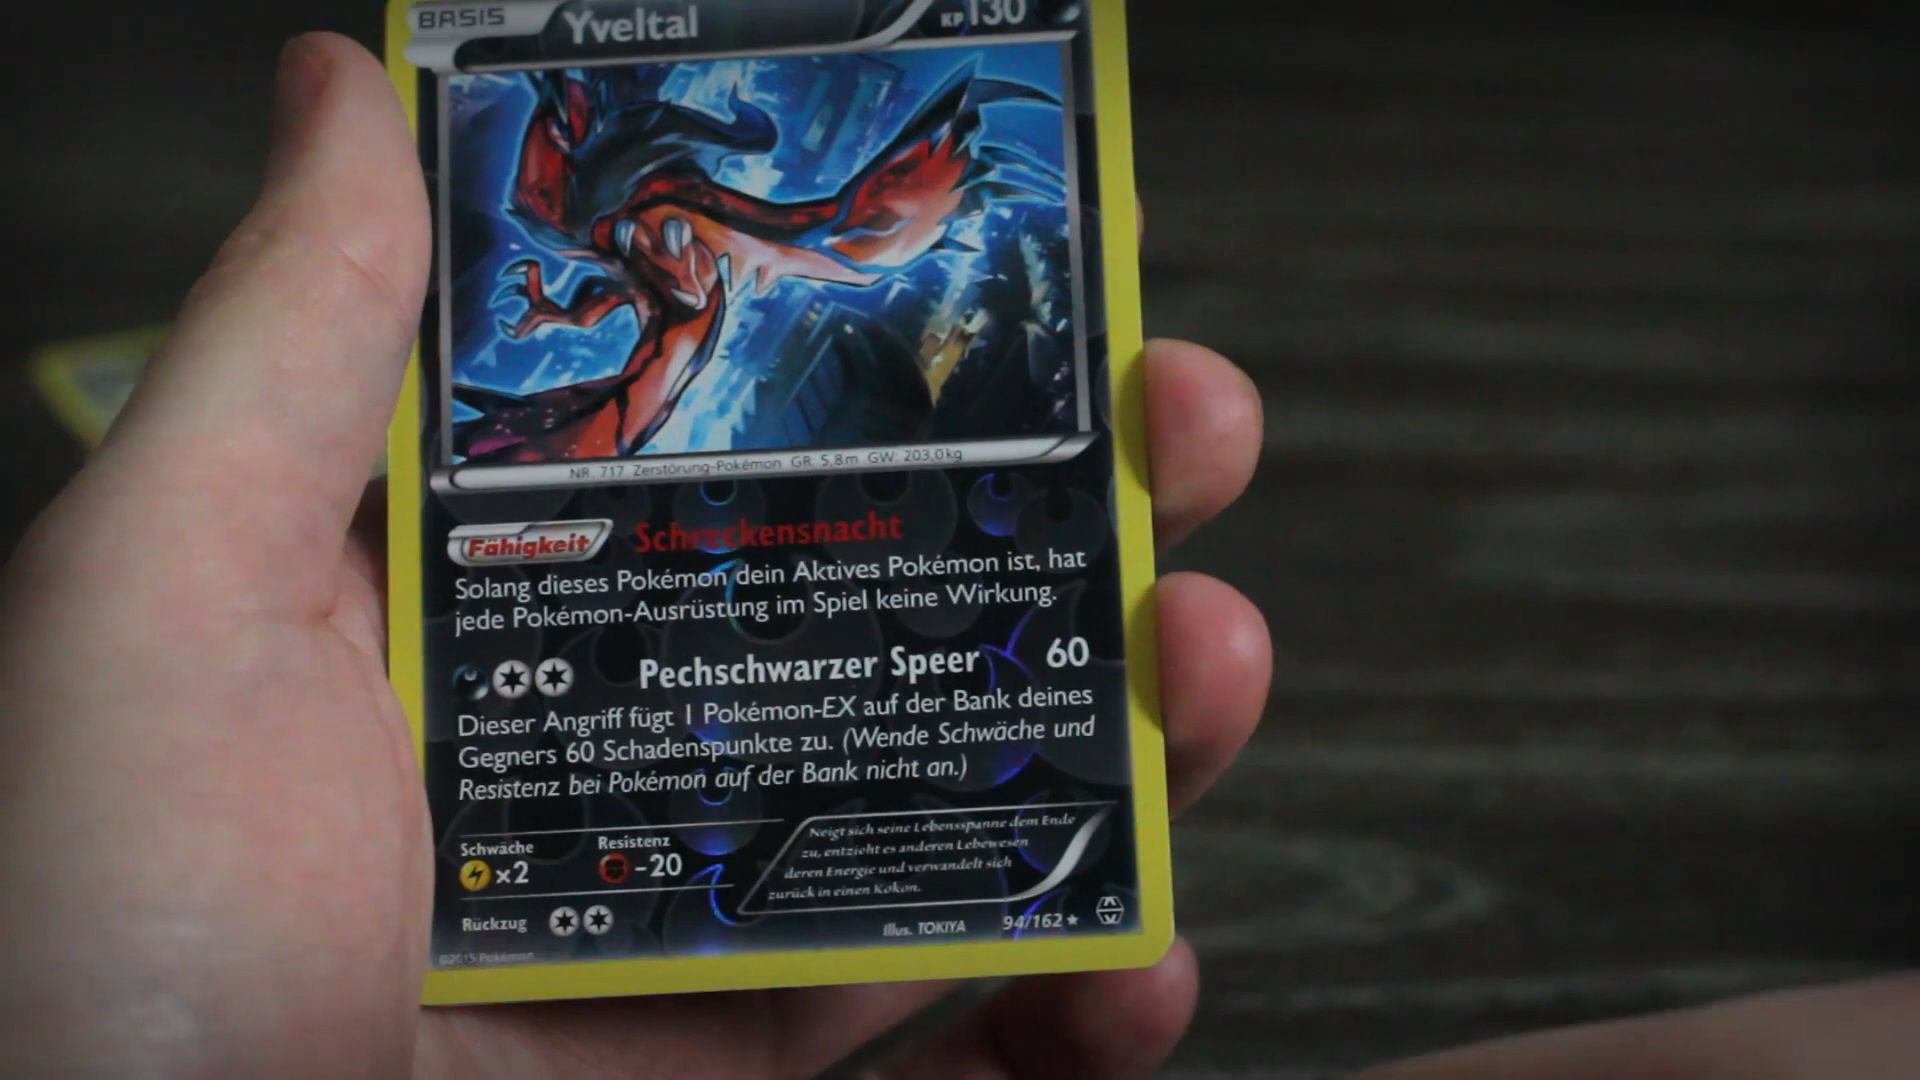 BASIS Yveltal KP 130
NR. 717 Zerstörung-Pokémon GR. 5,8m GW: 203,0kg
Fähigkeit Schreckensnacht
Solang dieses Pokémon dein Aktives Pokémon ist, hat
jede Pokémon-Ausrüstung im Spiel keine Wirkung.
Pechschwarzer Speer 60
Dieser Angriff fügt 1 Pokémon-EX auf der Bank deines
Gegners 60 Schadenspunkte zu. (Wende Schwäche und
Resistenz bei Pokémon auf der Bank nicht an.)
Schwäche Resistenz
x2 -20
Neigt sich seine Lebensspanne dem Ende
zu, entzieht es anderen Lebewesen
deren Energie und verwandelt sich
zurück in einen Kokon.
Rückzug
Illus. TOKIYA 94/162
©2015 Pokémon